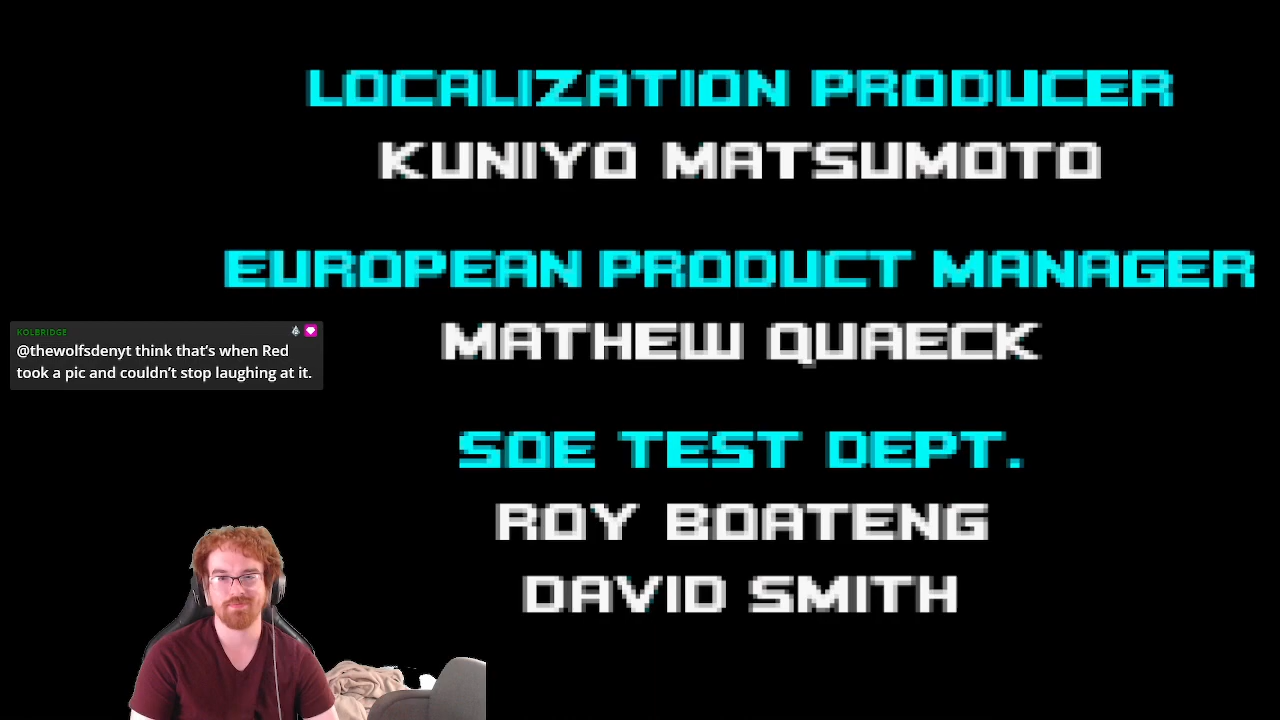 LOCALIZATION PRODUCER
KUNIYO MATSUMOTO
EUROPEAN PRODUCT MANAGER
MATHEW QUAECK
KOLBRIDGE
@thewolfsdenyt think that’s when Red
took a pic and couldn’t stop laughing at it.
SOE TEST DEPT.
ROY BOATENG
DAVID SMITH